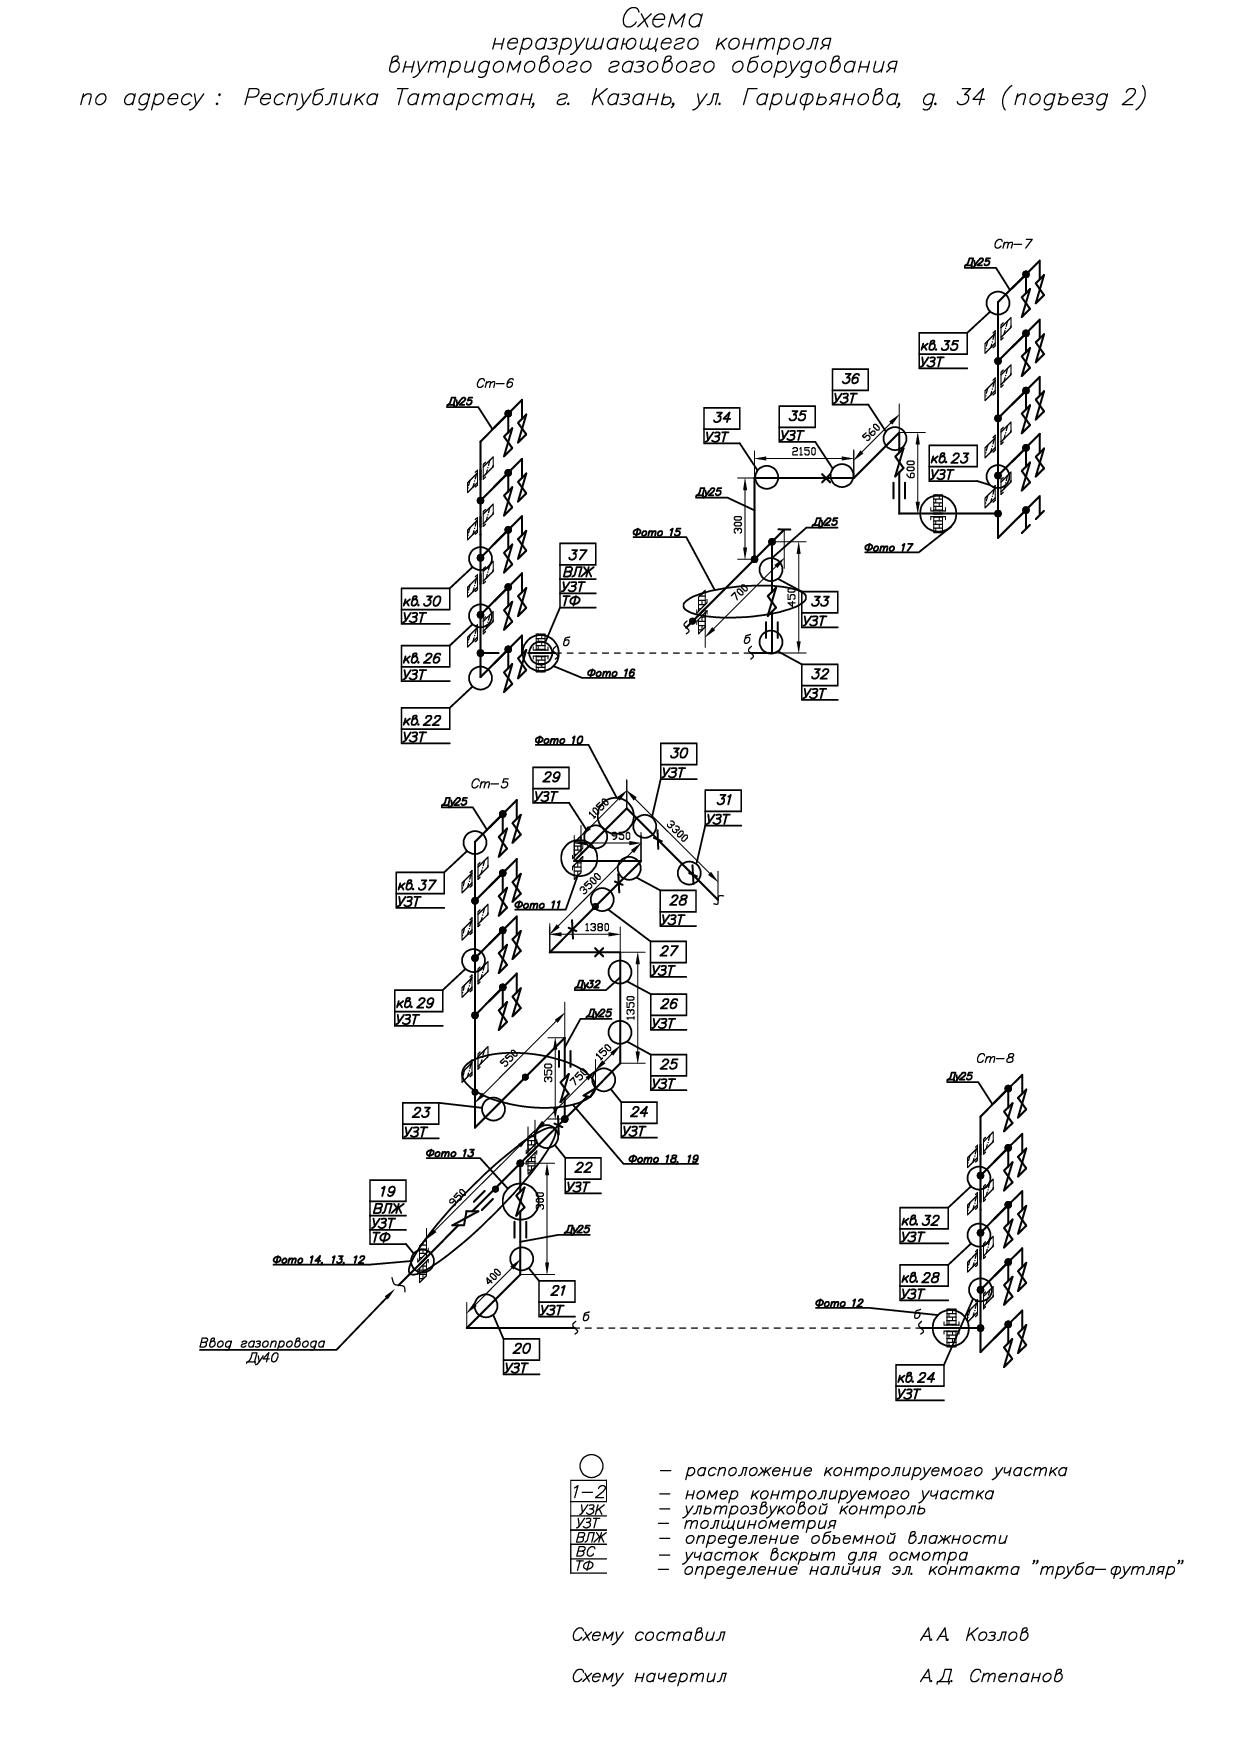 Схема
неразрушающего контроля
внутридомового газового оборудования
по адресу : Республика Татарстан, г. Казань, ул. Гарифьянова, д. 34 (подъезд 2)
Ст-7
Ду25
кв.35
УЗТ
36
УЗТ
Ст-6
Ду25
34
УЗТ
35
УЗТ
560
2150
600
кв.23
УЗТ
Ду25
300
Фото 15
Ду25
Фото 17
37
ВЛЖ
УЗТ
ТФ
кв.30
УЗТ
700
450
33
УЗТ
б
б
кв.26
УЗТ
Фото 16
32
УЗТ
кв.22
УЗТ
Фото 10
30
УЗТ
29
УЗТ
Ст-5
Ду25
31
УЗТ
1050
3300
950
кв.37
УЗТ
3500
Фото 11
28
УЗТ
1380
27
УЗТ
Ду32
кв.29
УЗТ
26
УЗТ
1350
Ду25
550
150
25
УЗТ
Ст-8
Ду25
350
750
23
УЗТ
24
УЗТ
Фото 13
Фото 18, 19
22
УЗТ
19
ВЛЖ
УЗТ
ТФ
950
300
кв.32
УЗТ
Ду25
Фото 14, 13, 12
400
21
УЗТ
кв.28
УЗТ
Фото 12
б
б
Ввод газопровода
Ду40
20
УЗТ
кв.24
УЗТ
– расположение контролируемого участка
1-2 – номер контролируемого участка
УЗК – ультрозвуковой контроль
УЗТ – толщинометрия
ВЛЖ – определение объемной влажности
ВС – участок вскрыт для осмотра
ТФ – определение наличия эл. контакта "труба-футляр"
Схему составил А.А. Козлов
Схему начертил А.Д. Степанов